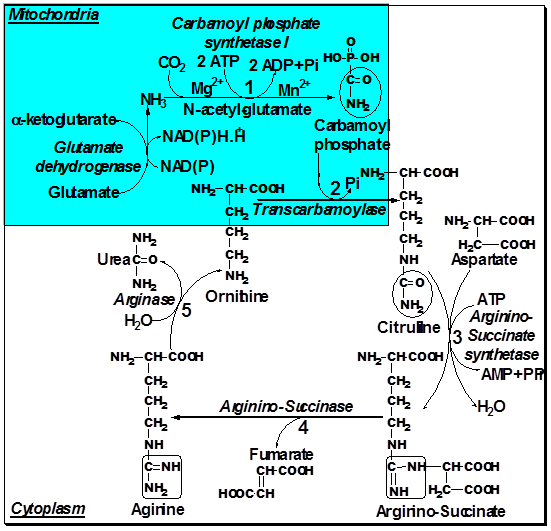 Mitochondria
Carbamoyl phosphate
synthetase I
CO2
2 ATP
2 ADP+Pi
Mg2+
1
Mn2+
NH3
N-acetylglutamate
O
HO-P-OH
C=O
NH2
Carbamoyl
phosphate
α-ketoglutarate
NAD(P)H.H
Glutamate
dehydrogenase
NAD(P)
Glutamate
NH2-CH-COOH
CH2
CH2
CH2
NH2
Ornithine
2
Pi
Transcarbamoylase
NH2-CH-COOH
CH2
CH2
CH2
NH
C=O
NH2
Citrulline
NH2-CH-COOH
H2C-COOH
Aspartate
ATP
Arginino-
Succinate
synthetase
3
AMP+PPi
H2O
NH2
Urea
C=O
NH2
Arginase
5
H2O
NH2-CH-COOH
CH2
CH2
CH2
NH
C=NH
NH2
Aginine
Arginino-Succinase
4
Fumarate
COOH
HOOC
NH2-CH-COOH
CH2
CH2
CH2
NH
C-NH-CH-COOH
NH
H2C-COOH
Argirino-Succinate
Cytoplasm